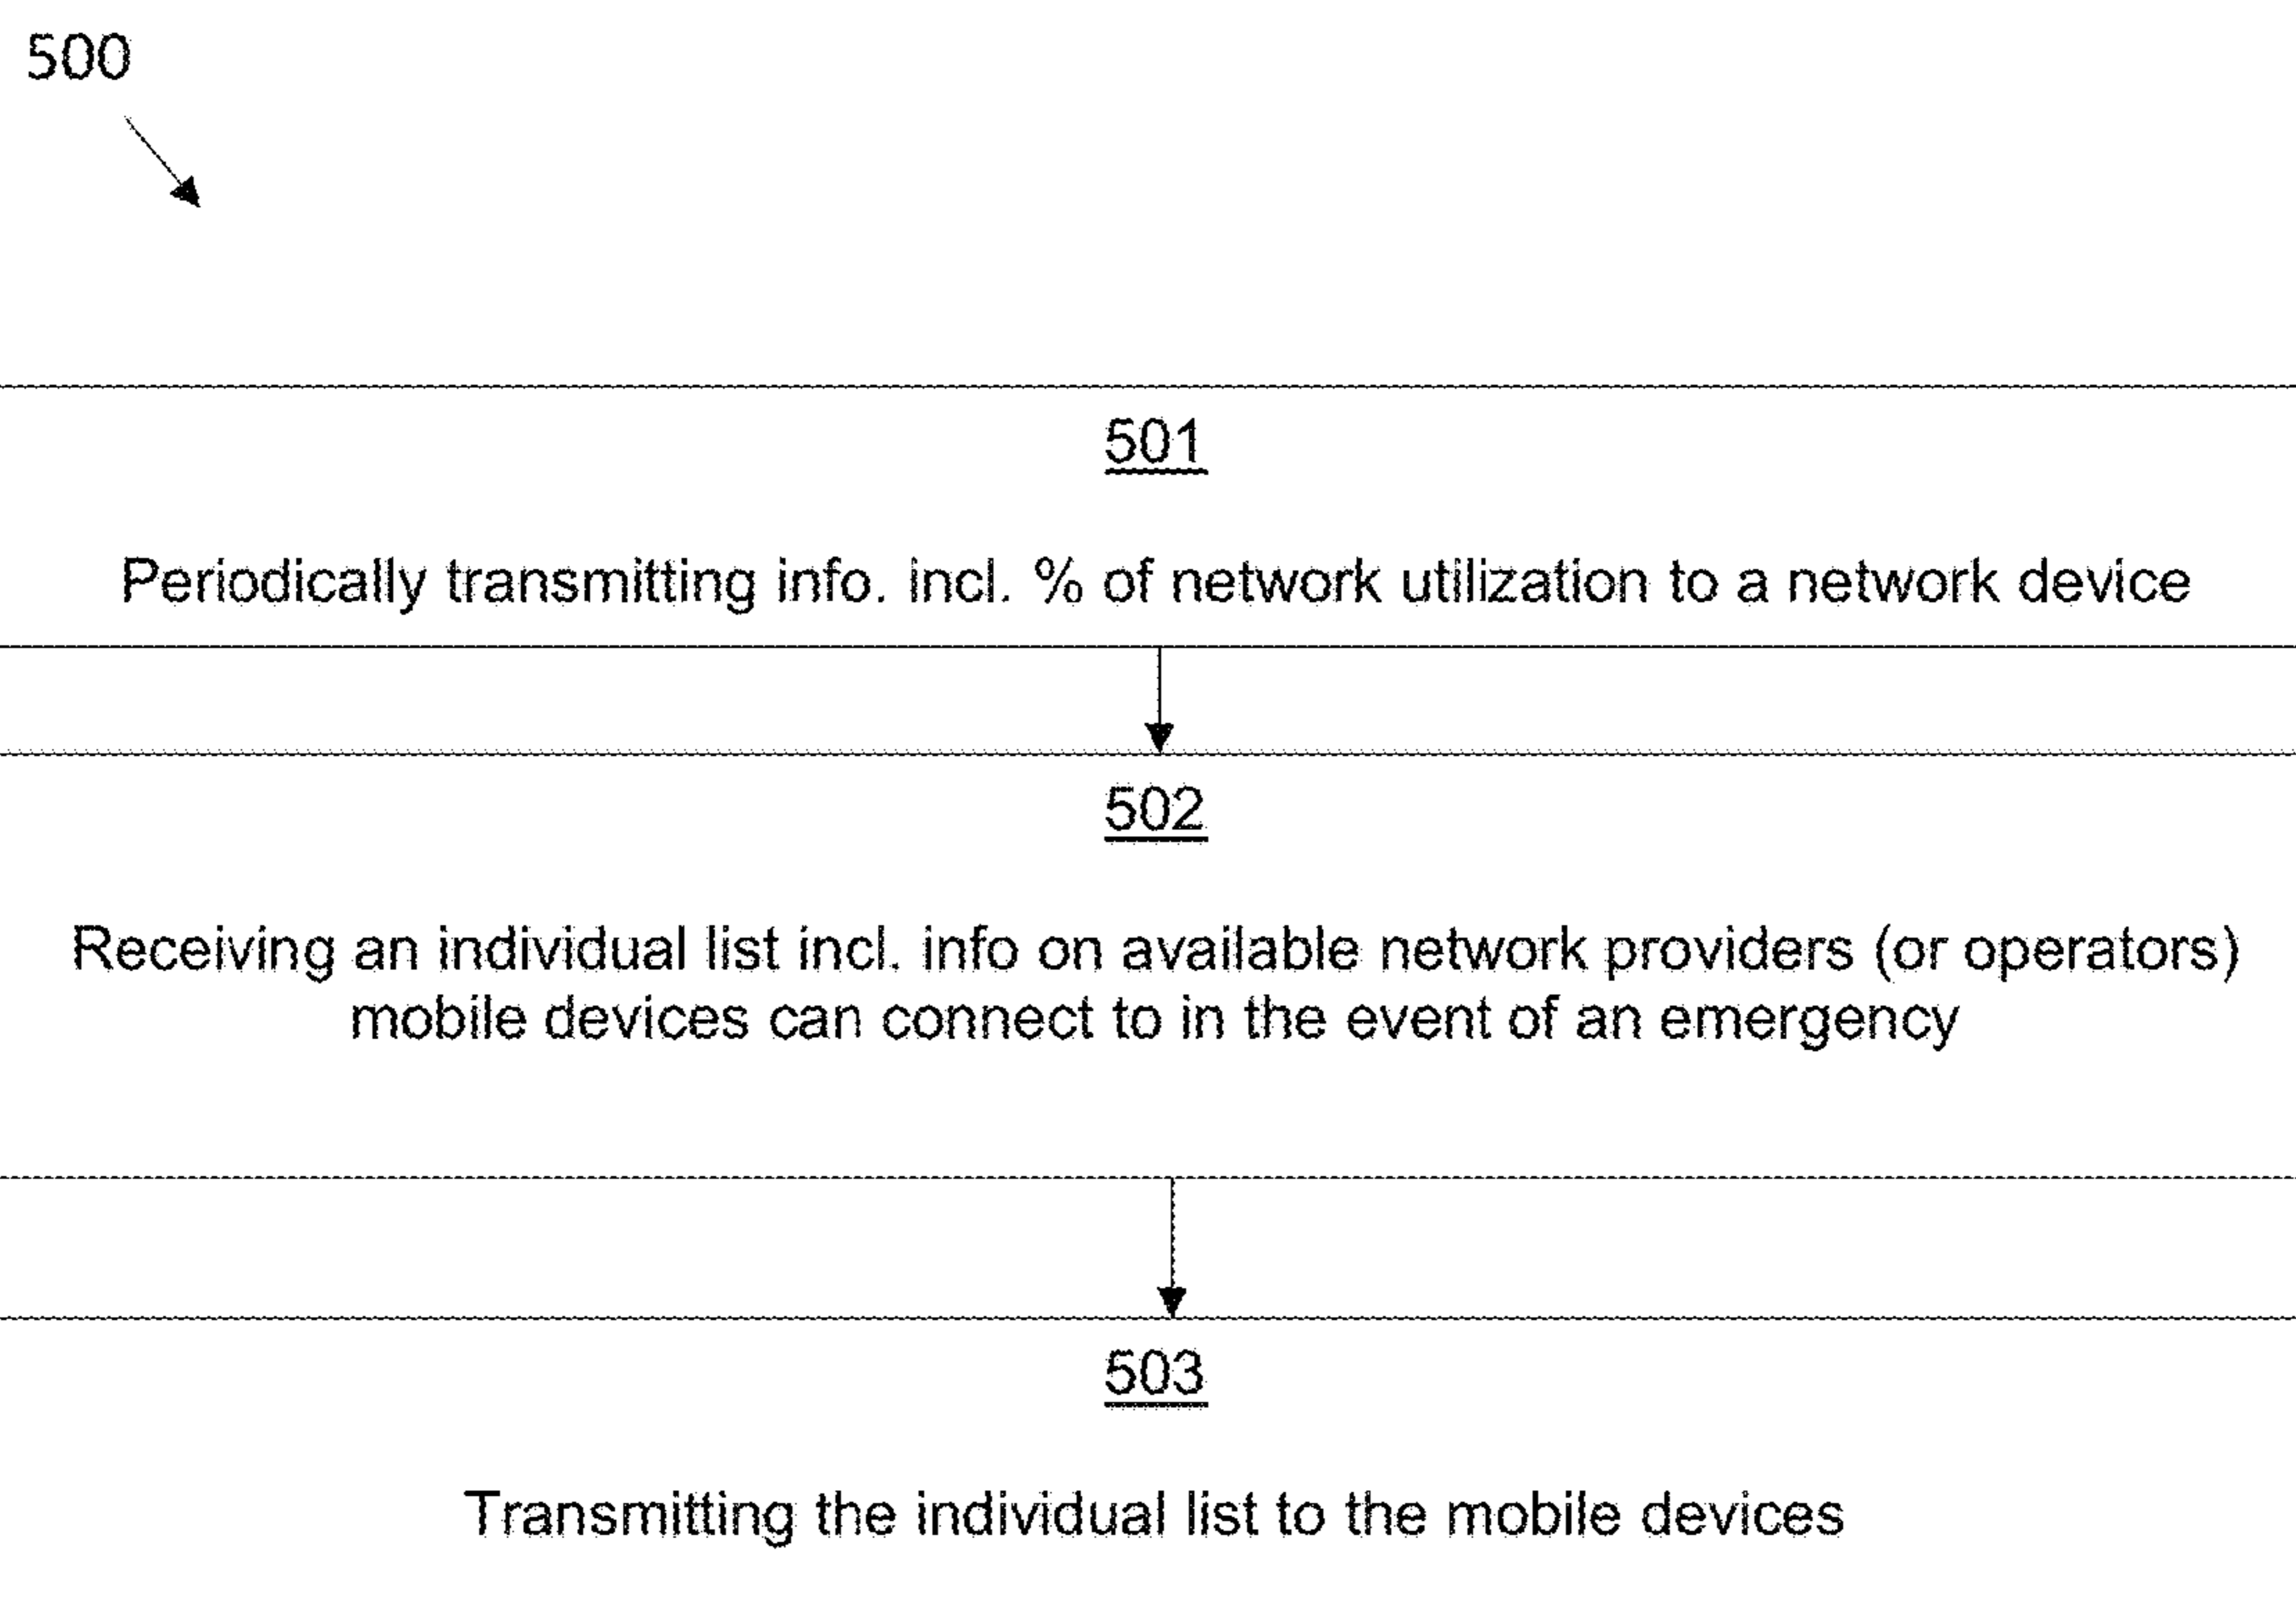 500
501
Periodically transmitting info. incl. % of network utilization to a network device
502
Receiving an individual list incl. info on available network providers (or operators)
mobile devices can connect to in the event of an emergency
503
Transmitting the individual list to the mobile devices